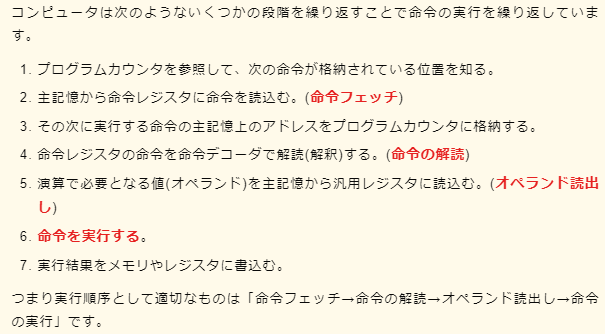 コンピュータは次のようないくつかの段階を繰り返すことで命令の実行を繰り返していま
す。
1. プログラムカウンタを参照して、次の命令が格納されている位置を知る。
2. 主記憶から命令レジスタに命令を読込む。(命令フェッチ)
3. その次に実行する命令の主記憶上のアドレスをプログラムカウンタに格納する。
4. 命令レジスタの命令を命令デコーダで解読(解釈)する。(命令の解読)
5. 演算で必要となる値(オペランド)を主記憶から汎用レジスタに読込む。(オペランド読出
し)
6. 命令を実行する。
7. 実行結果をメモリやレジスタに書込む。
つまり実行順序として適切なものは「命令フェッチ→命令の解読→オペランド読出し→命令
の実行」です。